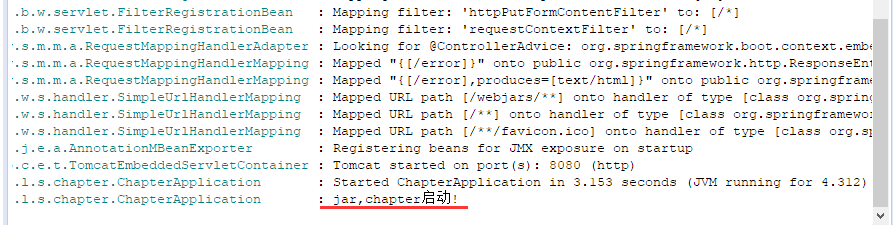 .b.w.servlet.FilterRegistrationBean : Mapping filter: 'httpPutFormContentFilter' to: [/*]
.b.w.servlet.FilterRegistrationBean : Mapping filter: 'requestContextFilter' to: [/*]
.s.m.m.a.RequestMappingHandlerAdapter : Looking for @ControllerAdvice: org.springframework.boot.context.embe
.s.m.m.a.RequestMappingHandlerMapping : Mapped "{[/error]}" onto public org.springframework.http.ResponseEnt
.s.m.m.a.RequestMappingHandlerMapping : Mapped "{[/error],produces=[text/html]}" onto public org.springframe
.w.s.handler.SimpleUrlHandlerMapping : Mapped URL path [/webjars/**] onto handler of type [class org.spring
.w.s.handler.SimpleUrlHandlerMapping : Mapped URL path [/**] onto handler of type [class org.springframewor
.w.s.handler.SimpleUrlHandlerMapping : Mapped URL path [/**/favicon.ico] onto handler of type [class org.sp
.j.e.a.AnnotationMBeanExporter : Registering beans for JMX exposure on startup
.c.e.t.TomcatEmbeddedServletContainer : Tomcat started on port(s): 8080 (http)
.l.s.chapter.ChapterApplication : Started ChapterApplication in 3.153 seconds (JVM running for 4.312)
.l.s.chapter.ChapterApplication : jar,chapter启动!